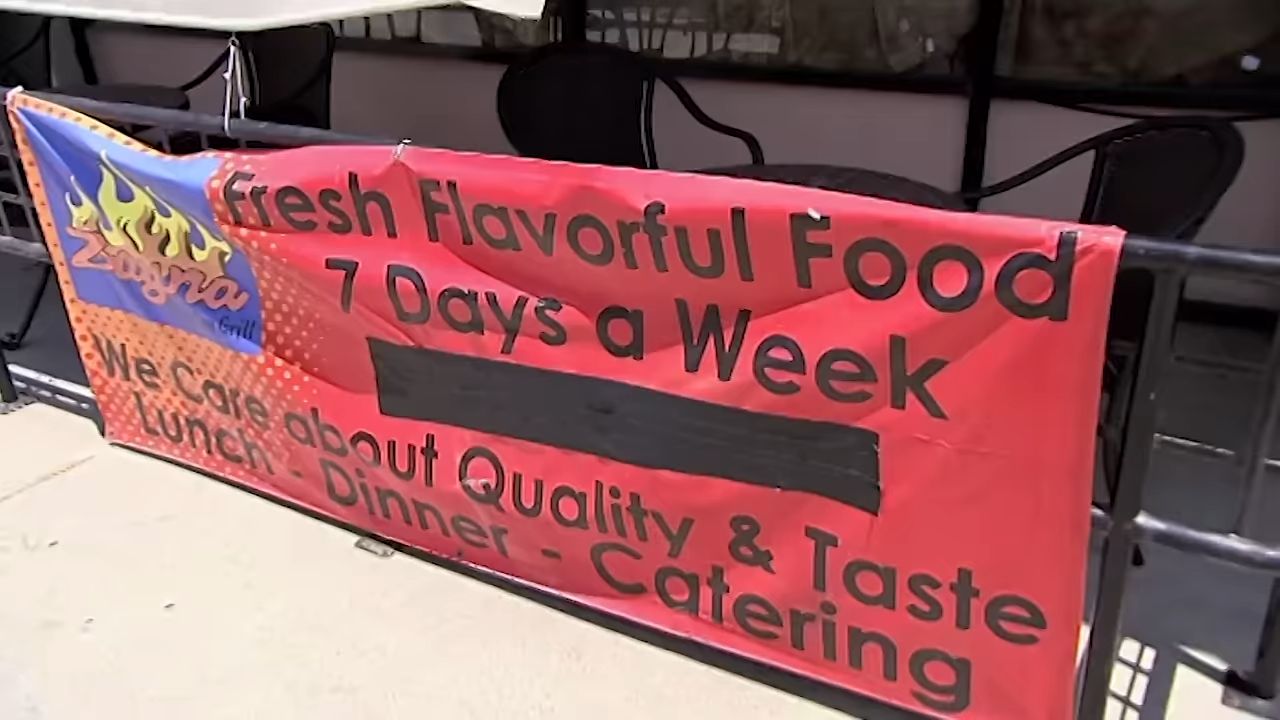 Zayna
Grill
Fresh Flavorful Food
7 Days a Week
We Care about Quality & Taste
Lunch - Dinner - Catering